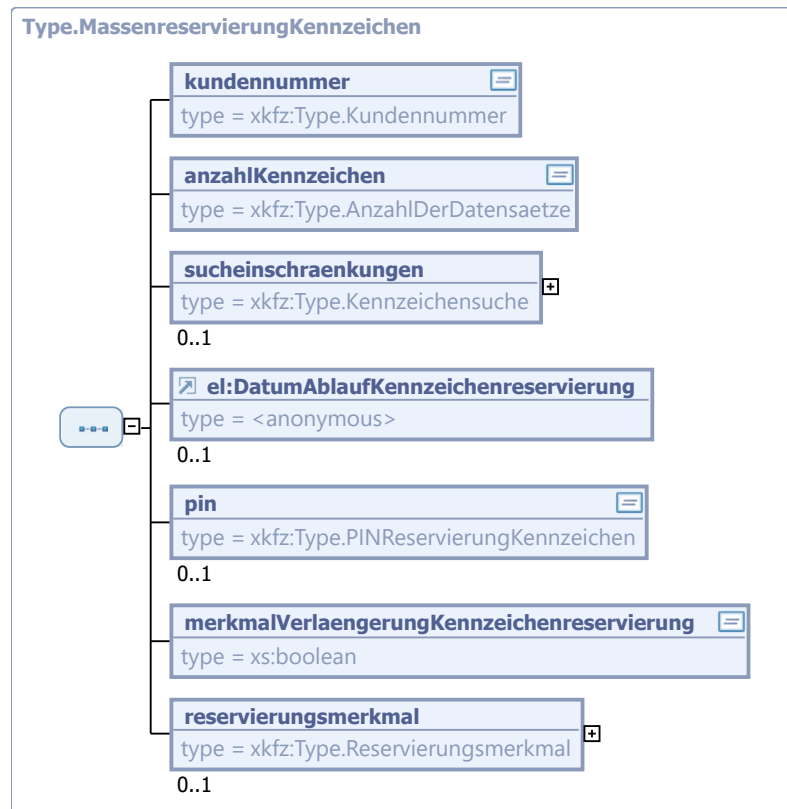 Type.MassenreservierungKennzeichen
kundennummer
type = xkfz:Type.Kundennummer
anzahlKennzeichen
type = xkfz:Type.AnzahlDerDatensaetze
sucheinschraenkungen
type = xkfz:Type.Kennzeichensuche
0..1
el:DatumAblaufKennzeichenreservierung
type = <anonymous>
0..1
pin
type = xkfz:Type.PINReservierungKennzeichen
0..1
merkmalVerlaengerungKennzeichenreservierung
type = xs:boolean
reservierungsmerkmal
type = xkfz:Type.Reservierungsmerkmal
0..1